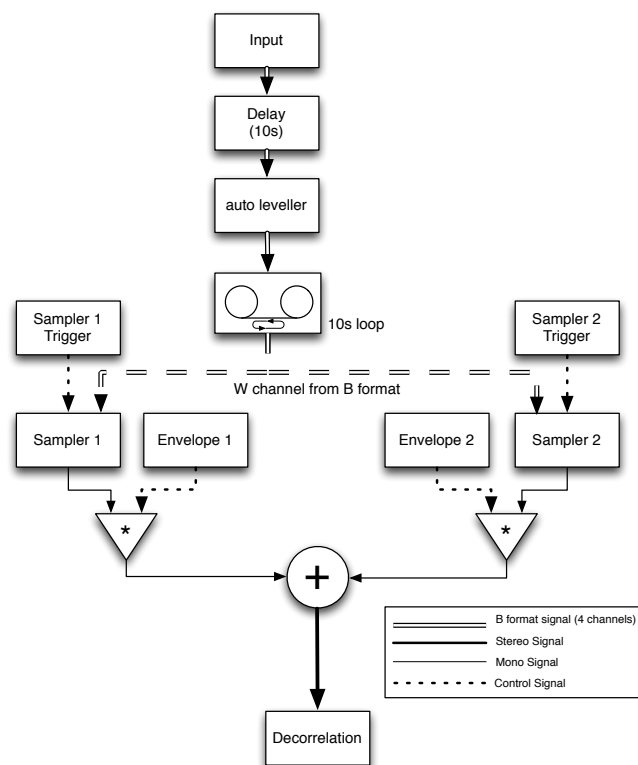 Input
Delay
(10s)
auto leveller
10s loop
Sampler 1
Trigger
Sampler 2
Trigger
W channel from B format
Sampler 1
Envelope 1
Envelope 2
Sampler 2
*
*
+
B format signal (4 channels)
Stereo Signal
Mono Signal
Control Signal
Decorrelation